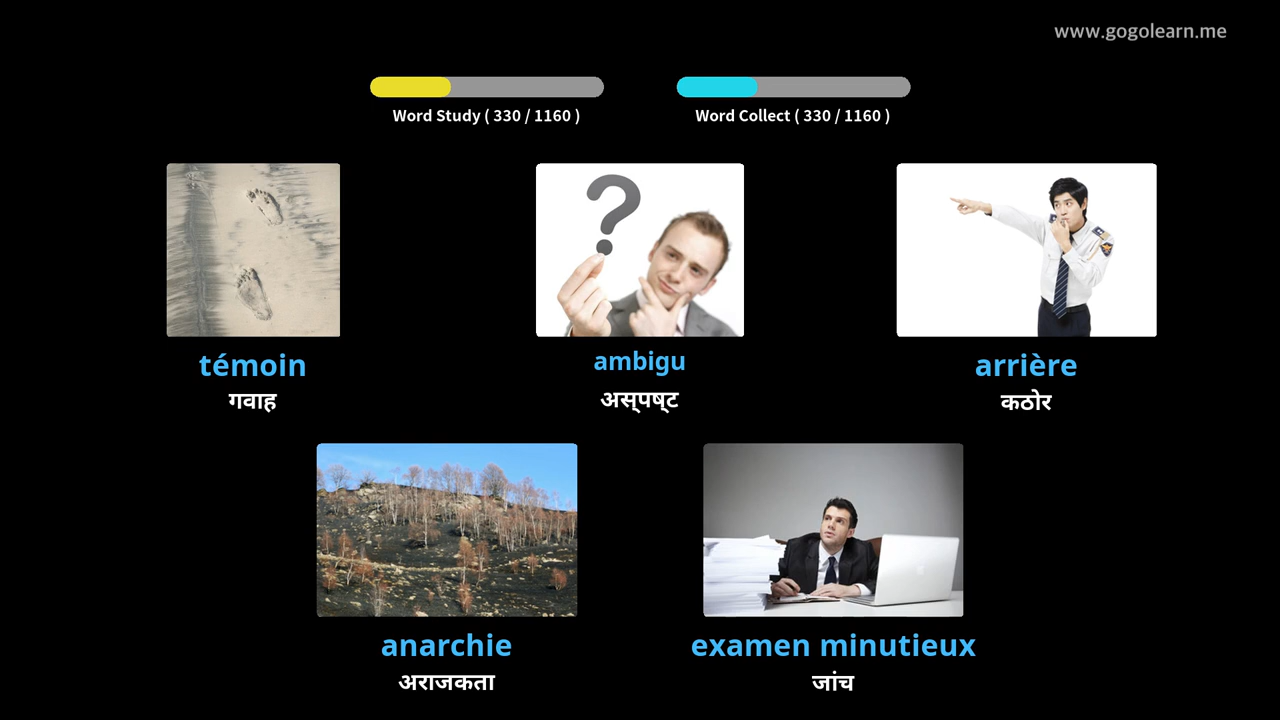 www.gogolearn.me
Word Study ( 330 / 1160 )
Word Collect ( 330 / 1160 )
témoin
गवाह
ambigu
अस्पष्ट
arrière
कठोर
anarchie
अराजकता
examen minutieux
जांच